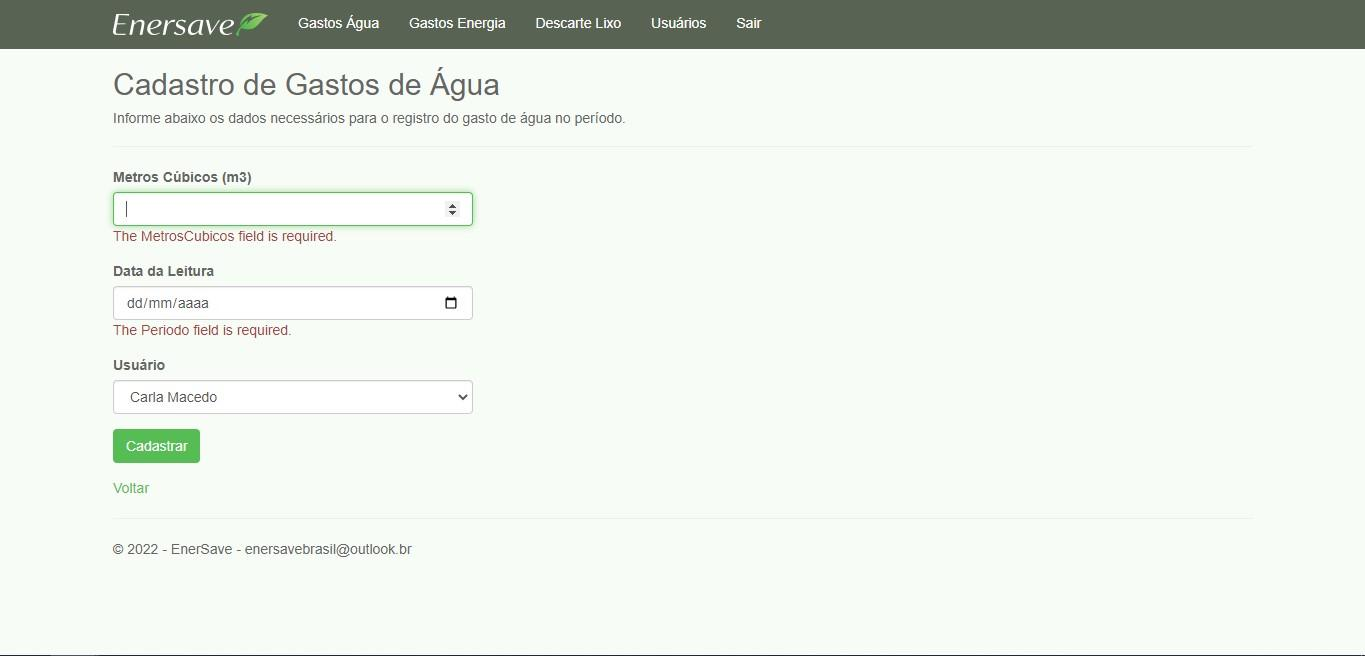 Enersave Gastos Água Gastos Energia Descarte Lixo Usuários Sair
Cadastro de Gastos de Água
Informe abaixo os dados necessários para o registro do gasto de água no período.
Metros Cúbicos (m3)
The MetrosCubicos field is required.
Data da Leitura
dd/mm/aaaa
The Periodo field is required.
Usuário
Carla Macedo
Cadastrar
Voltar
© 2022 - EnerSave - enersavebrasil@outlook.br